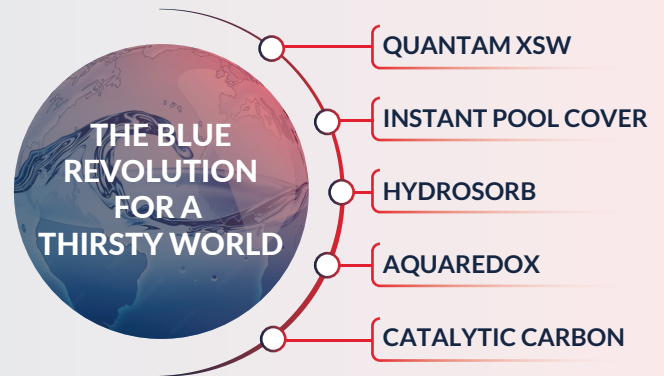 THE BLUE
REVOLUTION
FOR A
THIRSTY WORLD
QUANTAM XSW
INSTANT POOL COVER
HYDROSORB
AQUAREDOX
CATALYTIC CARBON